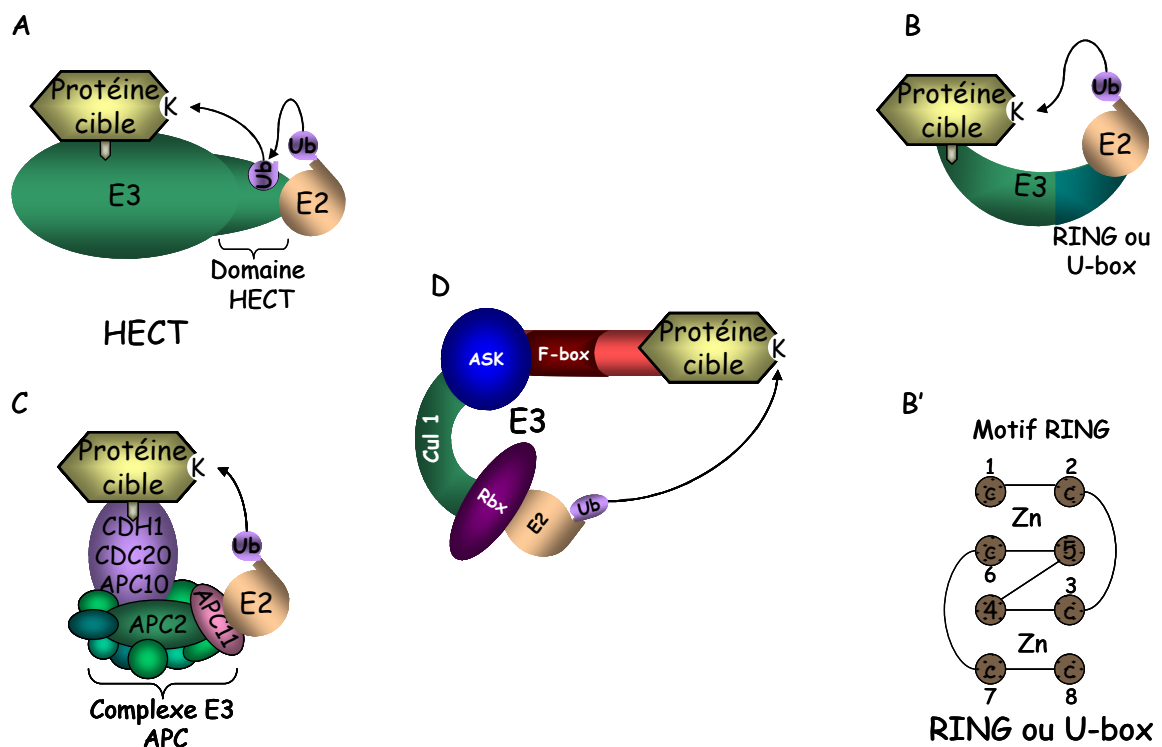 A
Protéine
cible
K
Ub
Ub
E3
E2
Domaine
HECT
HECT
B
Protéine
cible
K
Ub
E2
E3
RING ou
U-box
D
ASK
F-box
Protéine
cible
K
Cul 1
E3
Rbx
E2
Ub
C
Protéine
cible
K
CDH1
CDC20
APC10
Ub
E2
APC2
APC11
Complexe E3
APC
B'
Motif RING
1 2
C C
Zn
C 5
6 3
4 C
Zn
C C
7 8
RING ou U-box